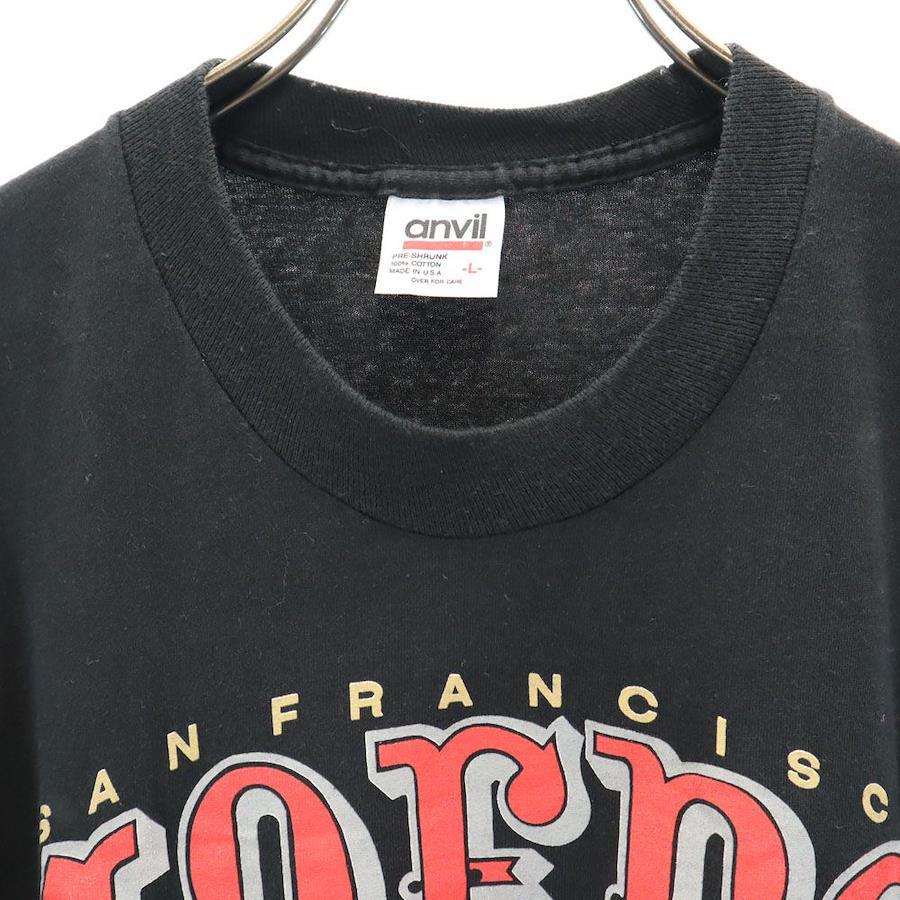 anvil
®
PRE-SHRUNK
100% COTTON
MADE IN U.S.A
-L-
OVER FOR CARE
SAN FRANCISC